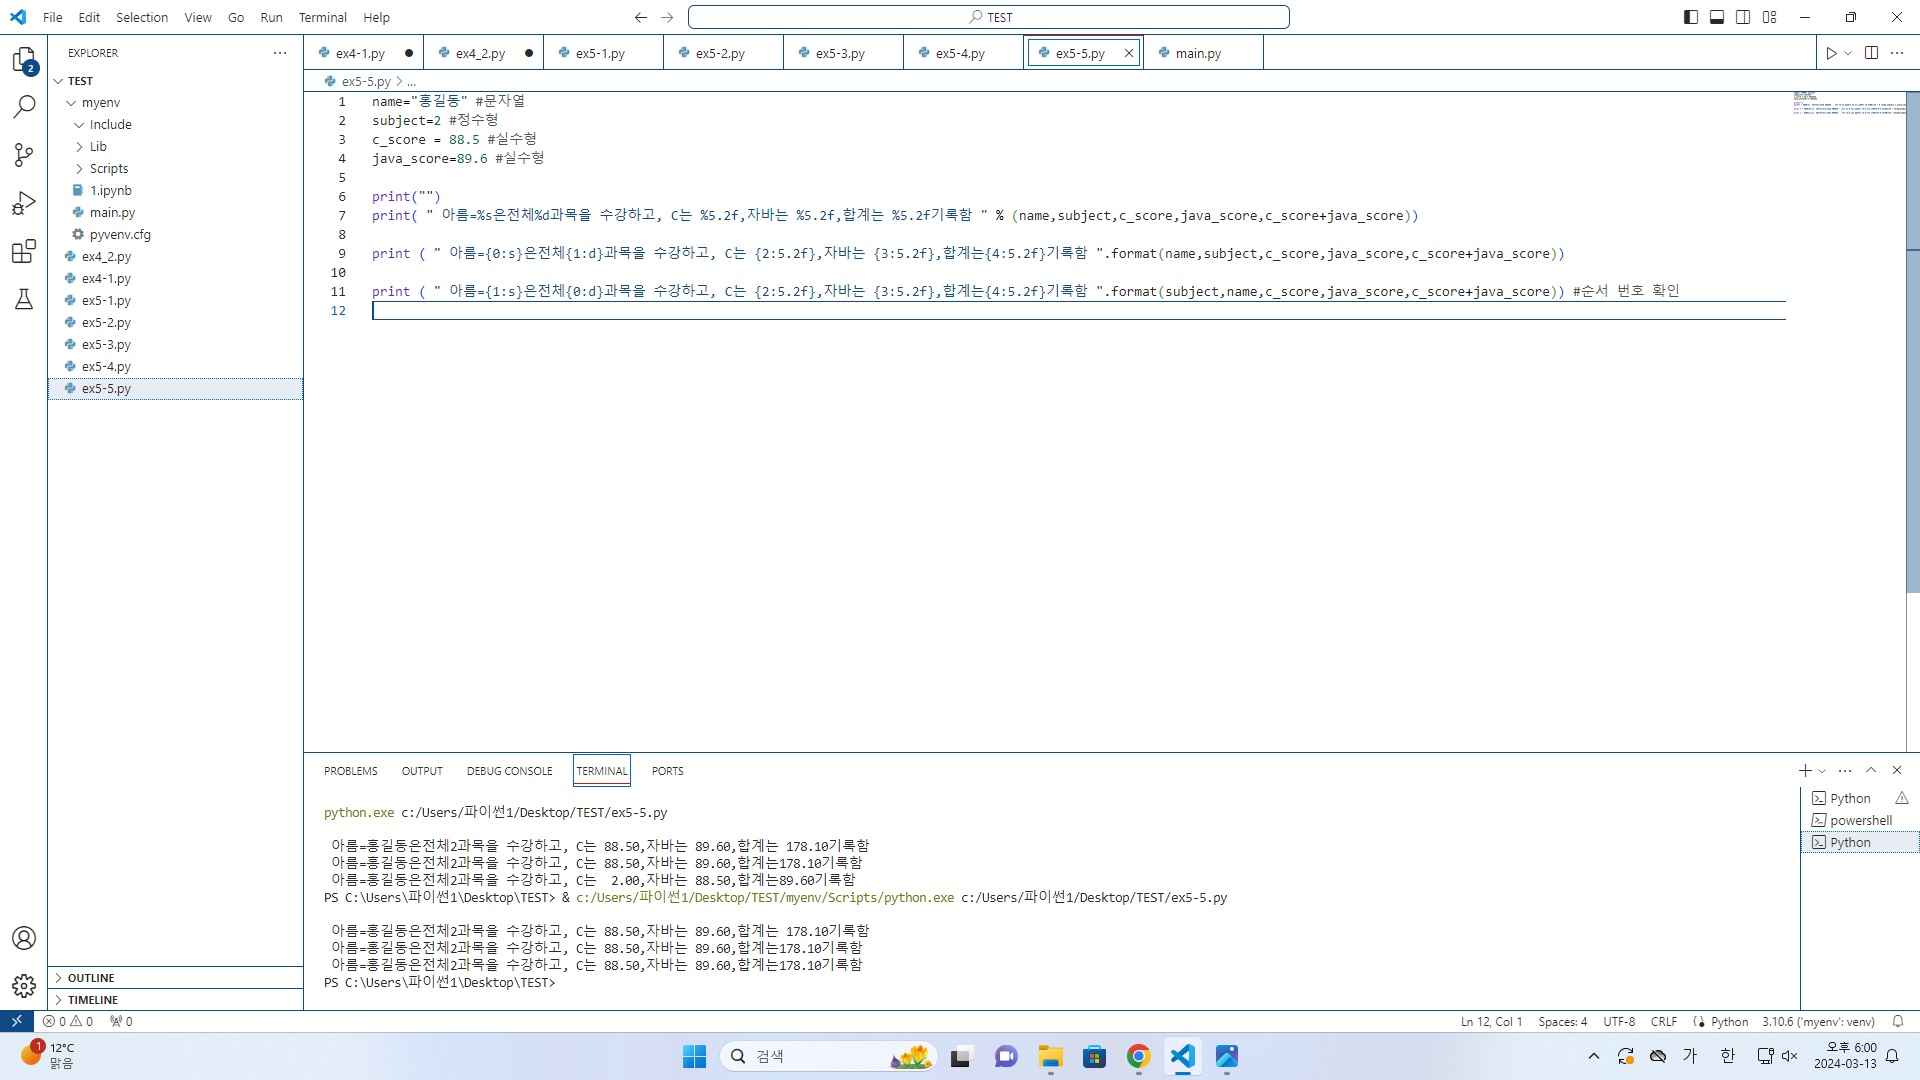 File Edit Selection View Go Run Terminal Help
TEST
EXPLORER
ex4-1.py ex4_2.py ex5-1.py ex5-2.py ex5-3.py ex5-4.py ex5-5.py main.py
ex5-5.py > ...
2
TEST
myenv
Include
Lib
Scripts
1.ipynb
main.py
pyvenv.cfg
ex4_2.py
ex4-1.py
ex5-1.py
ex5-2.py
ex5-3.py
ex5-4.py
ex5-5.py
OUTLINE
TIMELINE
1 name="홍길동" #문자열
2 subject=2 #정수형
3 c_score = 88.5 #실수형
4 java_score=89.6 #실수형
5
6 print("")
7 print( " 아름=%s은전체%d과목을 수강하고, C는 %5.2f,자바는 %5.2f,합계는 %5.2f기록함 " % (name,subject,c_score,java_score,c_score+java_score))
8
9 print ( " 아름={0:s}은전체{1:d}과목을 수강하고, C는 {2:5.2f},자바는 {3:5.2f},합계는{4:5.2f}기록함 ".format(name,subject,c_score,java_score,c_score+java_score))
10
11 print ( " 아름={1:s}은전체{0:d}과목을 수강하고, C는 {2:5.2f},자바는 {3:5.2f},합계는{4:5.2f}기록함 ".format(subject,name,c_score,java_score,c_score+java_score)) #순서 번호 확인
12
PROBLEMS OUTPUT DEBUG CONSOLE TERMINAL PORTS
python.exe c:/Users/파이썬1/Desktop/TEST/ex5-5.py
아름=홍길동은전체2과목을 수강하고, C는 88.50,자바는 89.60,합계는 178.10기록함
아름=홍길동은전체2과목을 수강하고, C는 88.50,자바는 89.60,합계는178.10기록함
아름=홍길동은전체2과목을 수강하고, C는  2.00,자바는 88.50,합계는89.60기록함
PS C:\Users\파이썬1\Desktop\TEST> & c:/Users/파이썬1/Desktop/TEST/myenv/Scripts/python.exe c:/Users/파이썬1/Desktop/TEST/ex5-5.py
아름=홍길동은전체2과목을 수강하고, C는 88.50,자바는 89.60,합계는 178.10기록함
아름=홍길동은전체2과목을 수강하고, C는 88.50,자바는 89.60,합계는178.10기록함
아름=홍길동은전체2과목을 수강하고, C는 88.50,자바는 89.60,합계는178.10기록함
PS C:\Users\파이썬1\Desktop\TEST>
Python
powershell
Python
0 0 0 Ln 12, Col 1 Spaces: 4 UTF-8 CRLF Python 3.10.6 ('myenv': venv)
1 12°C
맑음
검색
가 한
오후 6:00
2024-03-13